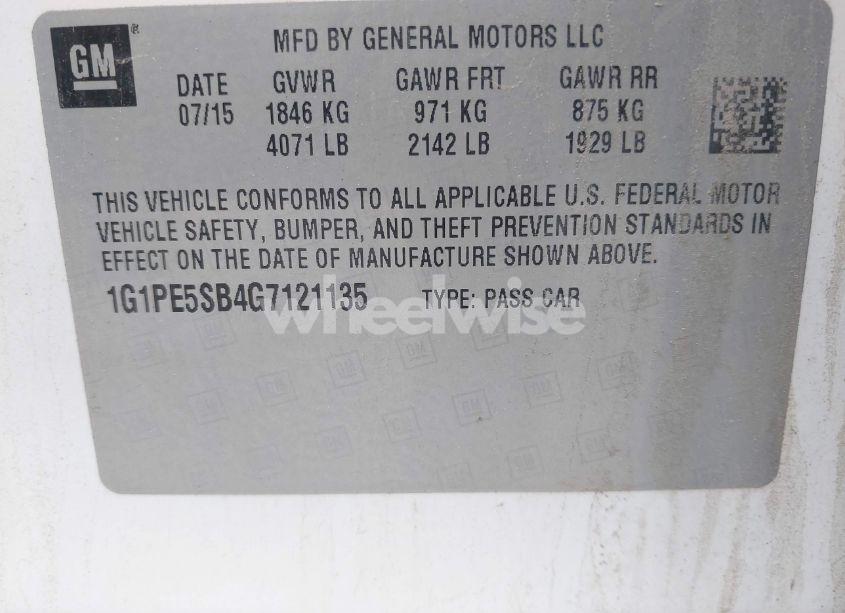 GM
MFD BY GENERAL MOTORS LLC
DATE GVWR GAWR FRT GAWR RR
07/15 1846 KG 971 KG 875 KG
4071 LB 2142 LB 1929 LB
THIS VEHICLE CONFORMS TO ALL APPLICABLE U.S. FEDERAL MOTOR
VEHICLE SAFETY, BUMPER, AND THEFT PREVENTION STANDARDS IN
EFFECT ON THE DATE OF MANUFACTURE SHOWN ABOVE.
1G1PE5SB4G7121135 TYPE: PASS CAR
wheelwise